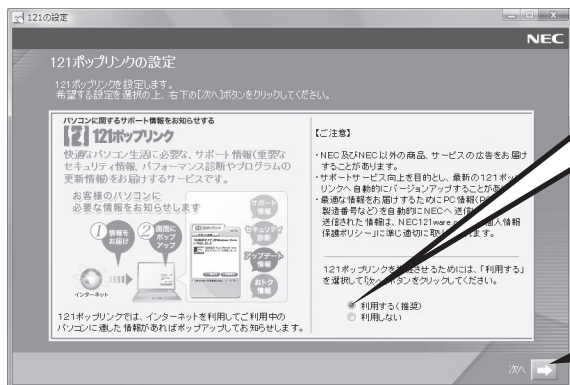 121の設定
NEC
121ポップリンクの設定
121ポップリンクを設定します。
希望する設定を選択の上、右下の[次へ]ボタンをクリックしてください。
パソコンに関するサポート情報をお知らせする
121ポップリンク
快適なパソコン生活に必要な、サポート情報(重要な
セキュリティ情報、パフォーマンス診断やプログラムの
更新情報)をお届けするサービスです。
お客様のパソコンに
必要な情報をお知らせします
1 情報を
お届け
2 画面に
ポップ
アップ
サポート
情報
セキュリティ
診断
アップデート
情報
おトク
情報
インターネット
121ポップリンクでは、インターネットを利用してご利用中の
パソコンに適した情報があればポップアップしてお知らせします。
【ご注意】
・NEC及びNEC以外の商品、サービスの広告をお届け
することがあります。
・サポートサービス向上を目的とし、最新の121ポッ
リンクへ自動的にバージョンアップすることがあ
・最適な情報をお届けするためにPC情報(
製造番号など)を自動的にNECへ送
送信された情報は、NEC121ware 個人情報
保護ポリシーに準じ適切に取 ます。
121ポップリンクを させるためには、「利用する」
を選択して「次へ ンをクリックしてください。
利用する(推奨)
利用しない
次へ